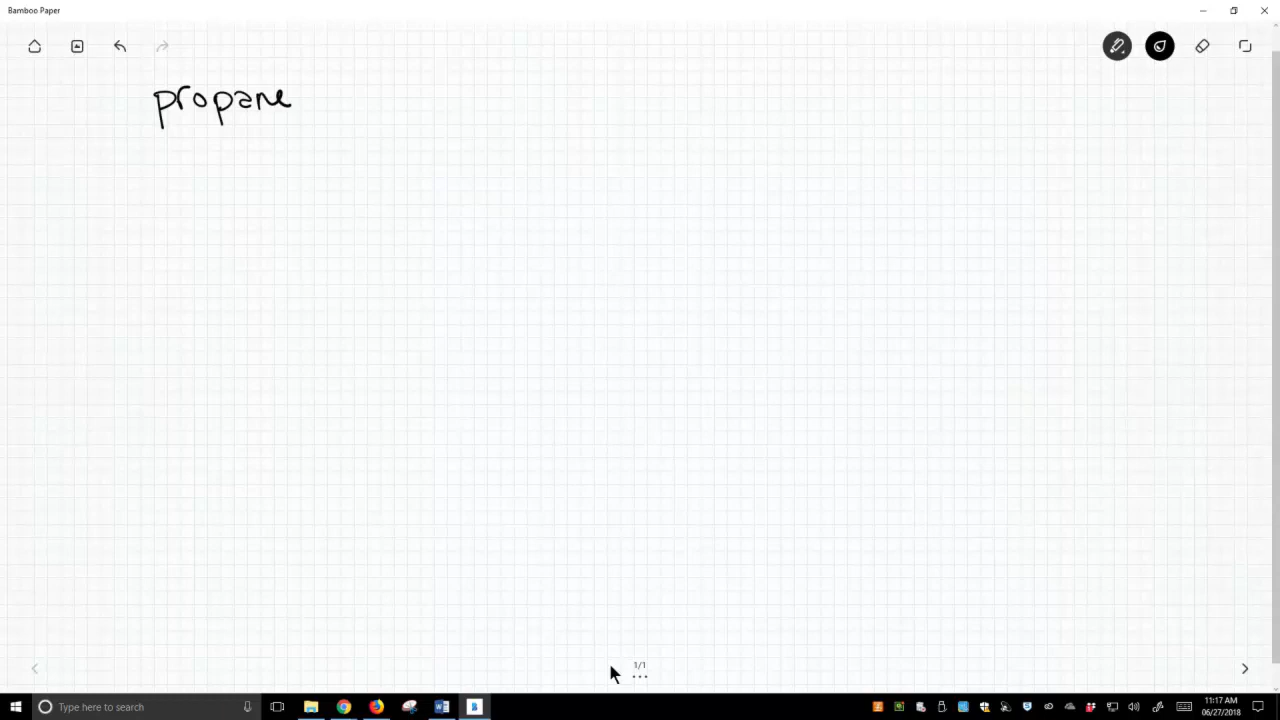 Bamboo Paper
propane
1/1
Type here to search
11:17 AM
06/27/2018